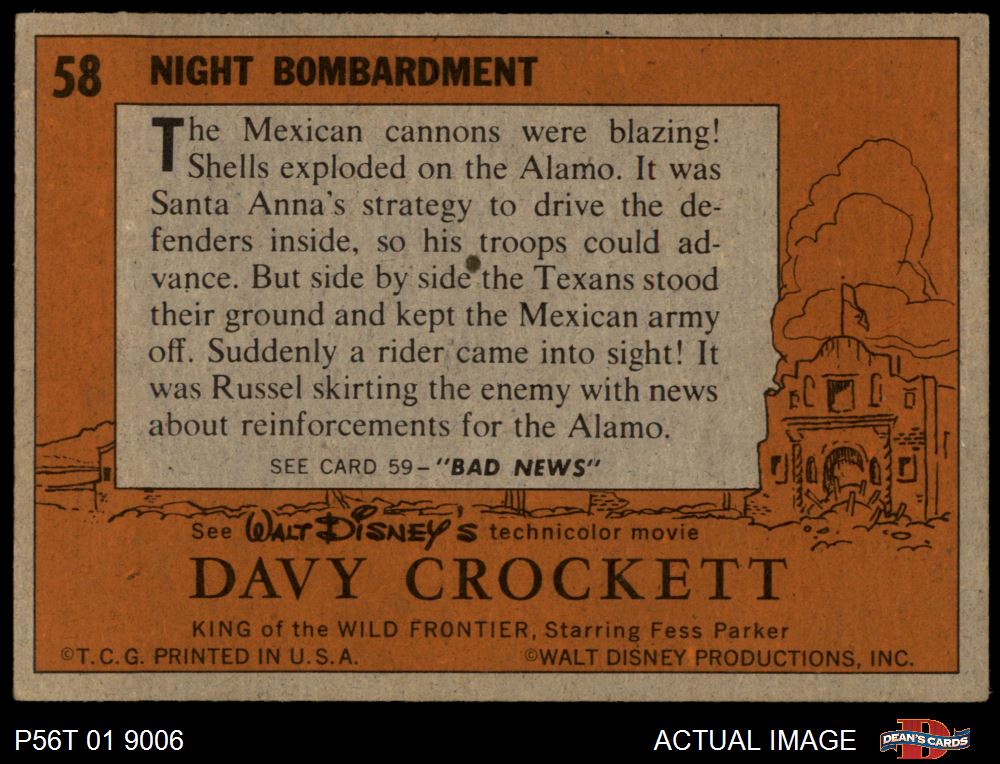 58 NIGHT BOMBARDMENT
The Mexican cannons were blazing!
Shells exploded on the Alamo. It was
Santa Anna's strategy to drive the de-
fenders inside, so his troops could ad-
vance. But side by side the Texans stood
their ground and kept the Mexican army
off. Suddenly a rider came into sight! It
was Russel skirting the enemy with news
about reinforcements for the Alamo.
SEE CARD 59-"BAD NEWS"
See WALT DISNEY'S technicolor movie
DAVY CROCKETT
KING of the WILD FRONTIER, Starring Fess Parker
©T.C.G. PRINTED IN U.S.A. ©WALT DISNEY PRODUCTIONS, INC.
P56T 01 9006 ACTUAL IMAGE D DEAN'S CARDS